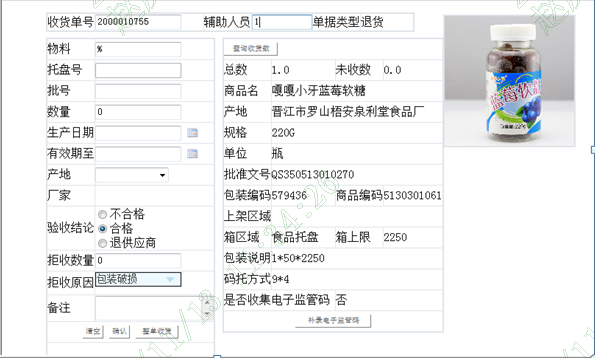 收货单号 2000010755 辅助人员 1 单据类型退货
物料 %
托盘号
批号
数量 0
生产日期
有效期至
产地
厂家
验收结论
不合格
合格
退供应商
拒收数量 0
拒收原因 包装破损
备注
清空 确认 整单收货
查询收货数
总数 1.0 未收数 0.0
商品名 嘎嘎小牙蓝莓软糖
产地 晋江市罗山梧安泉利堂食品厂
规格 220G
单位 瓶
批准文号 QS350513010270
包装编码 579436 商品编码 5130301061
上架区域
箱区域 食品托盘 箱上限 2250
包装说明 1*50*2250
码托方式 9*4
是否收集电子监管码 否
补录电子监管码
蓝莓软糖